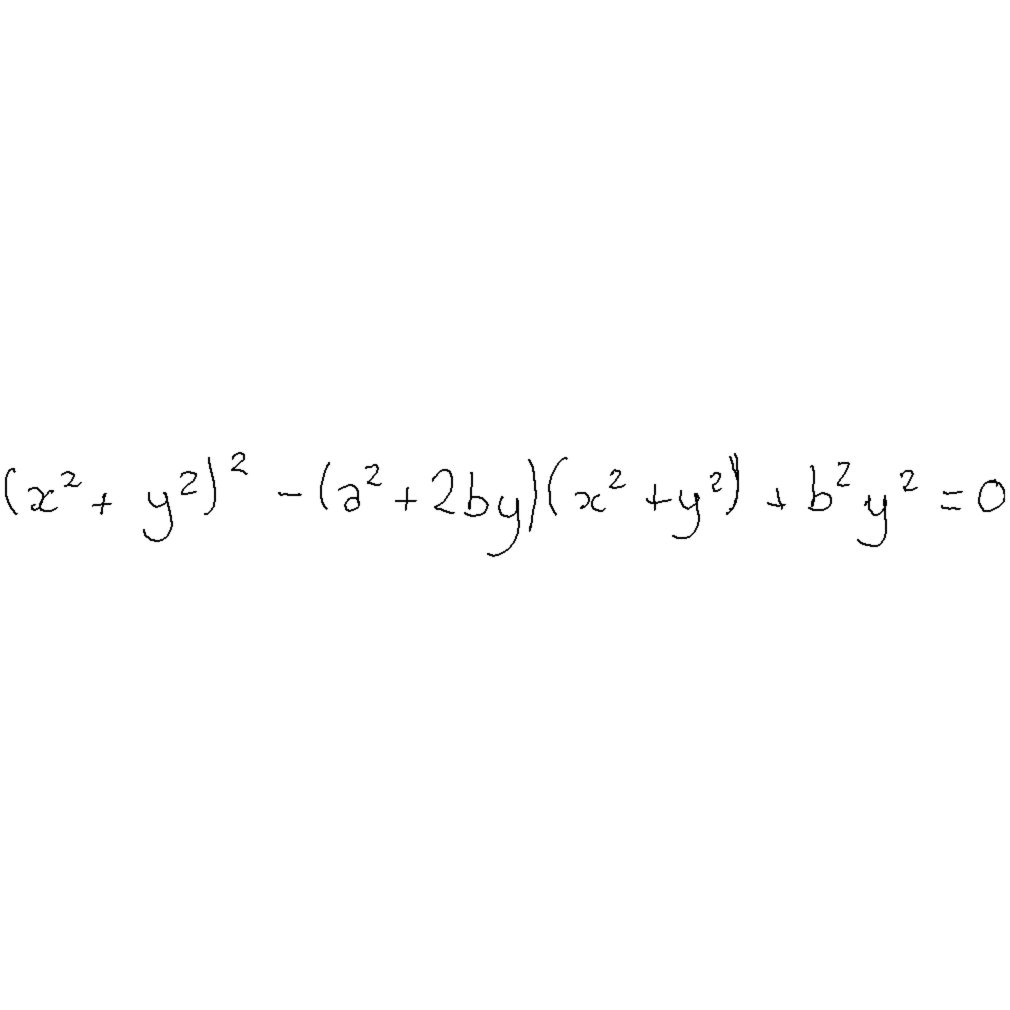 (x² + y²)² - (a² + 2by)(x² + y²) + b²y² = 0